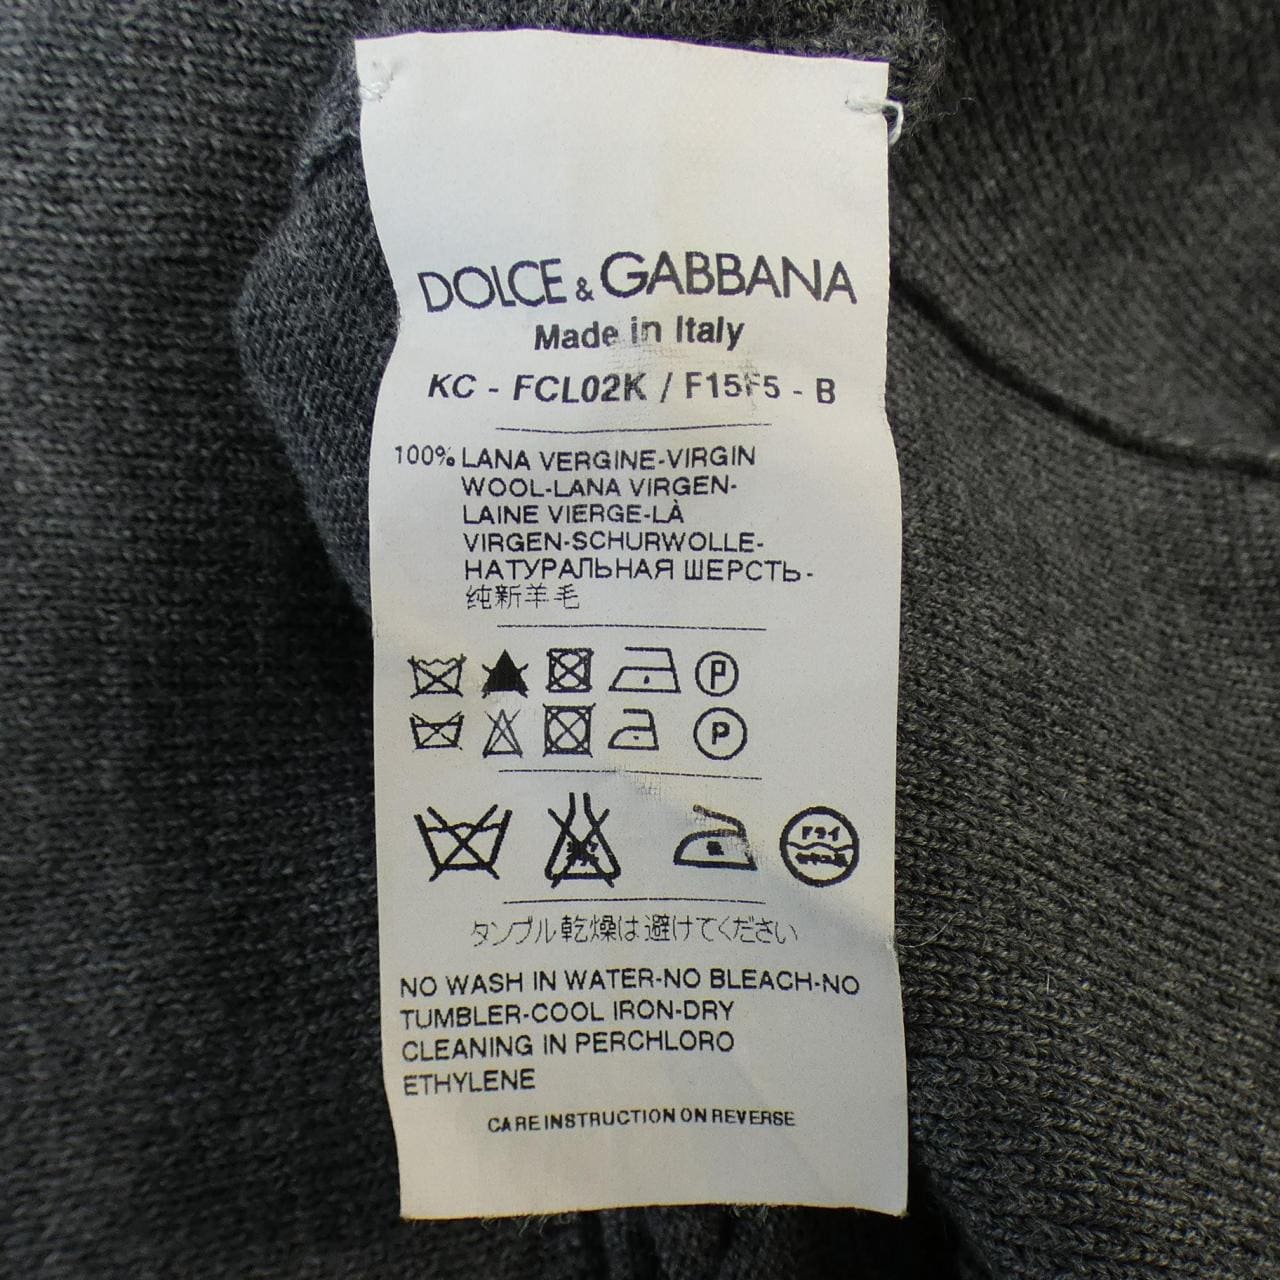 DOLCE & GABBANA
Made in Italy
KC - FCL02K / F15F5 - B
100% LANA VERGINE-VIRGIN
WOOL-LANA VIRGEN-
LAINE VIERGE-LÀ
VIRGEN-SCHURWOLLE-
НАТУРАЛЬНАЯ ШЕРСТЬ-
纯新羊毛
P
P
ドライ
タンブル乾燥は避けてください
NO WASH IN WATER-NO BLEACH-NO
TUMBLER-COOL IRON-DRY
CLEANING IN PERCHLORO
ETHYLENE
CARE INSTRUCTION ON REVERSE